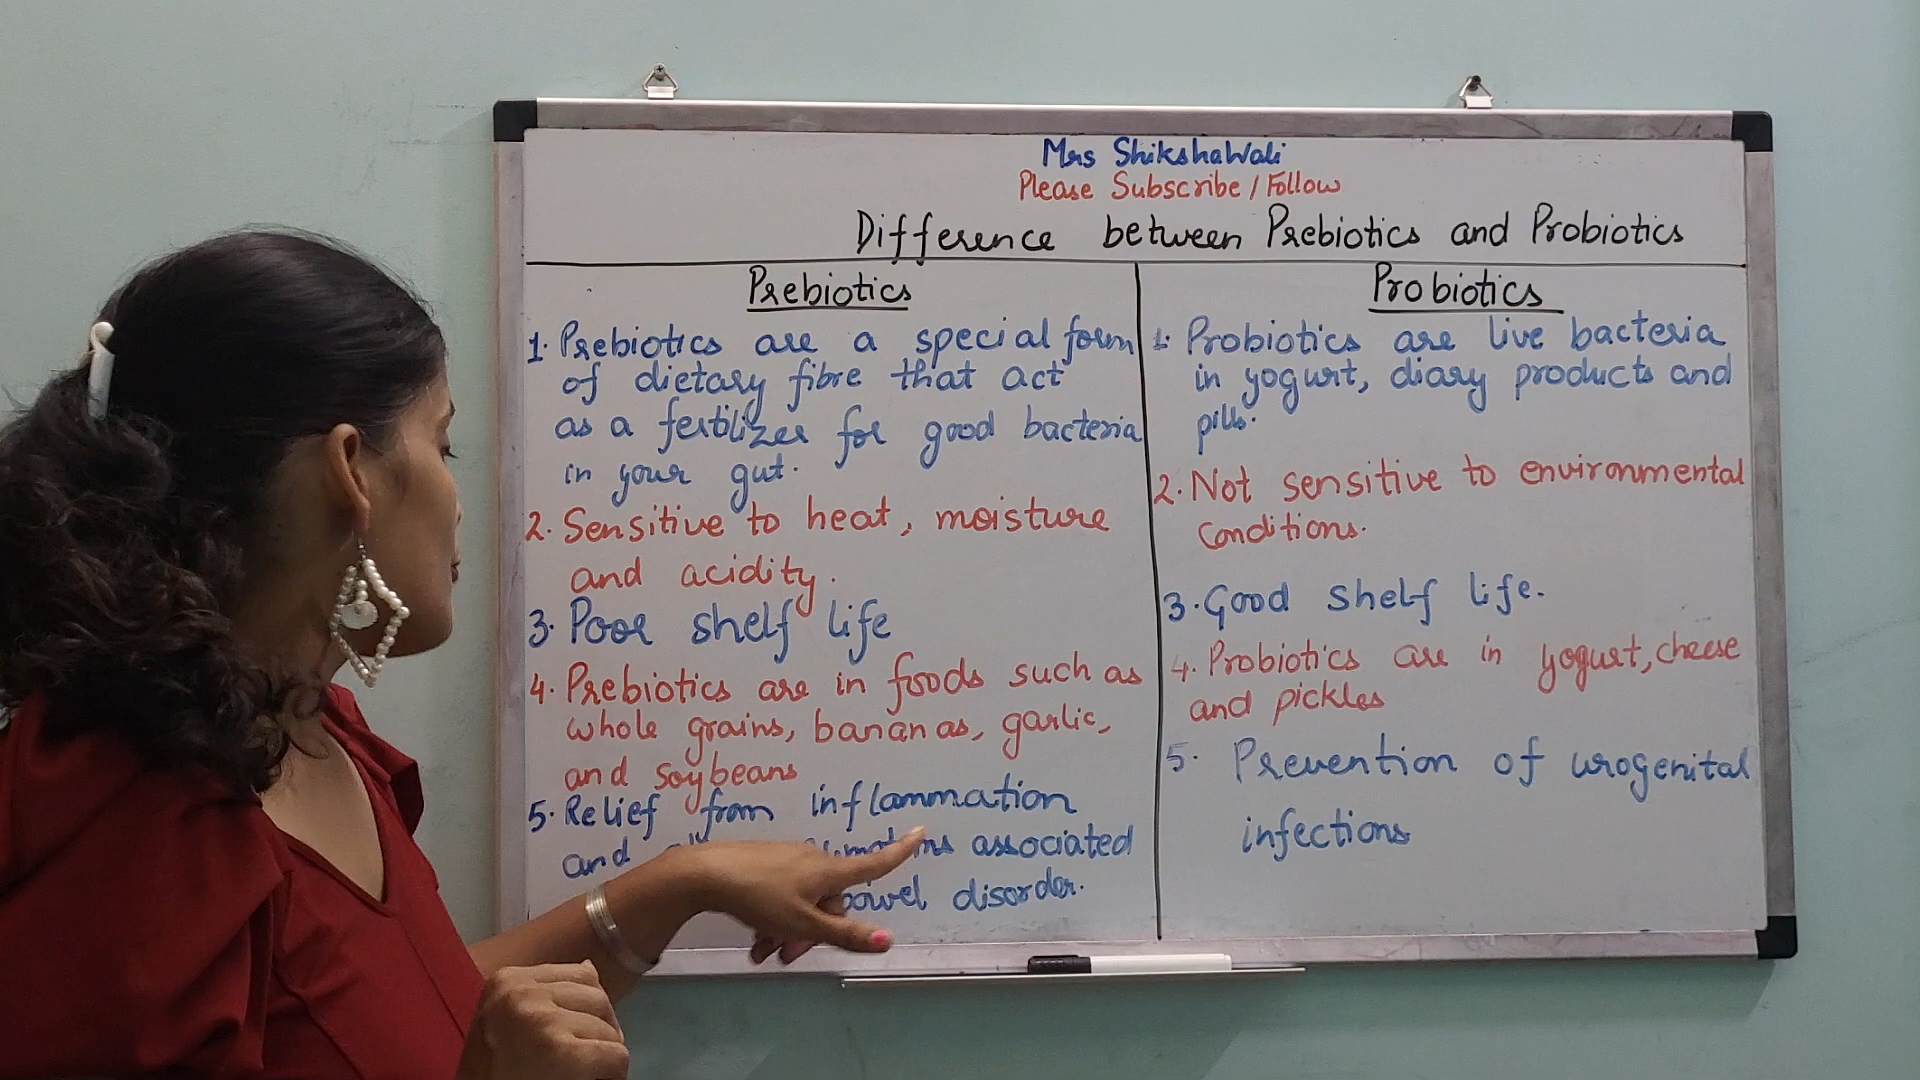 Mrs ShikshaWali
Please Subscribe / Follow
Difference between Prebiotics and Probiotics
Prebiotics
1. Prebiotics are a special form
of dietary fibre that act
as a fertilizer for good bacteria
in your gut.
2. Sensitive to heat, moisture
and acidity.
3. Poor shelf life
4. Prebiotics are in foods such as
whole grains, bananas, garlic,
and soybeans
5. Relief from inflammation
and associated
bowel disorder.
Probiotics
1. Probiotics are live bacteria
in yogurt, diary products and
pills.
2. Not sensitive to environmental
conditions.
3. Good shelf life.
4. Probiotics are in yogurt, cheese
and pickles
5. Prevention of urogenital
infections